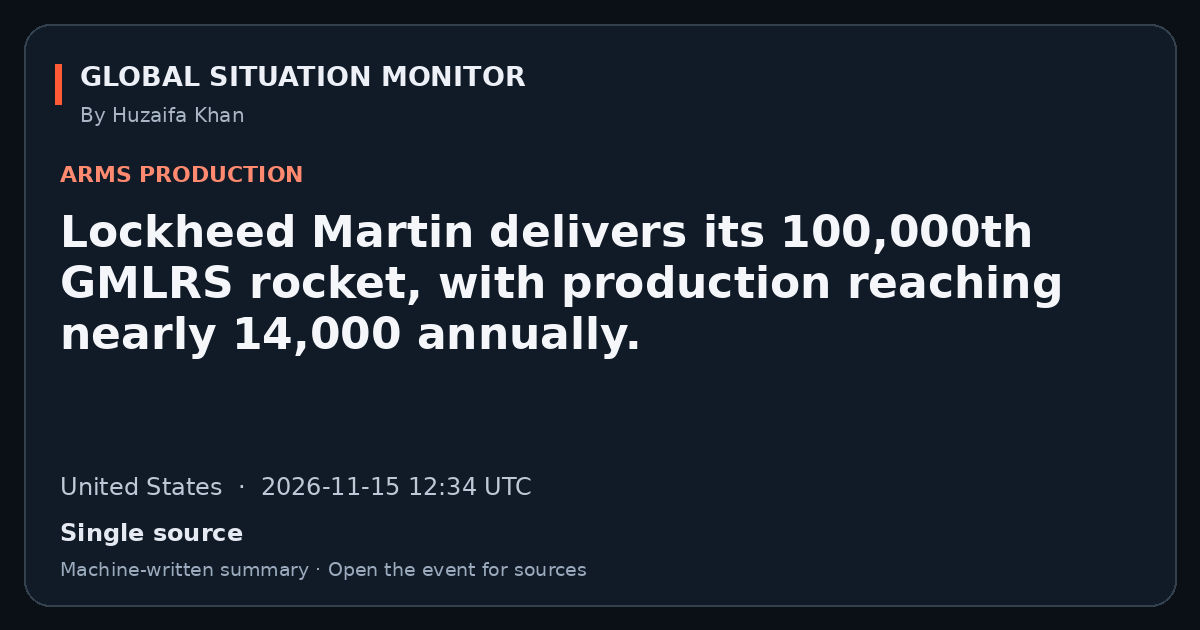 GLOBAL SITUATION MONITOR
By Huzaifa Khan
ARMS PRODUCTION
Lockheed Martin delivers its 100,000th
GMLRS rocket, with production reaching
nearly 14,000 annually.
United States · 2026-11-15 12:34 UTC
Single source
Machine-written summary · Open the event for sources